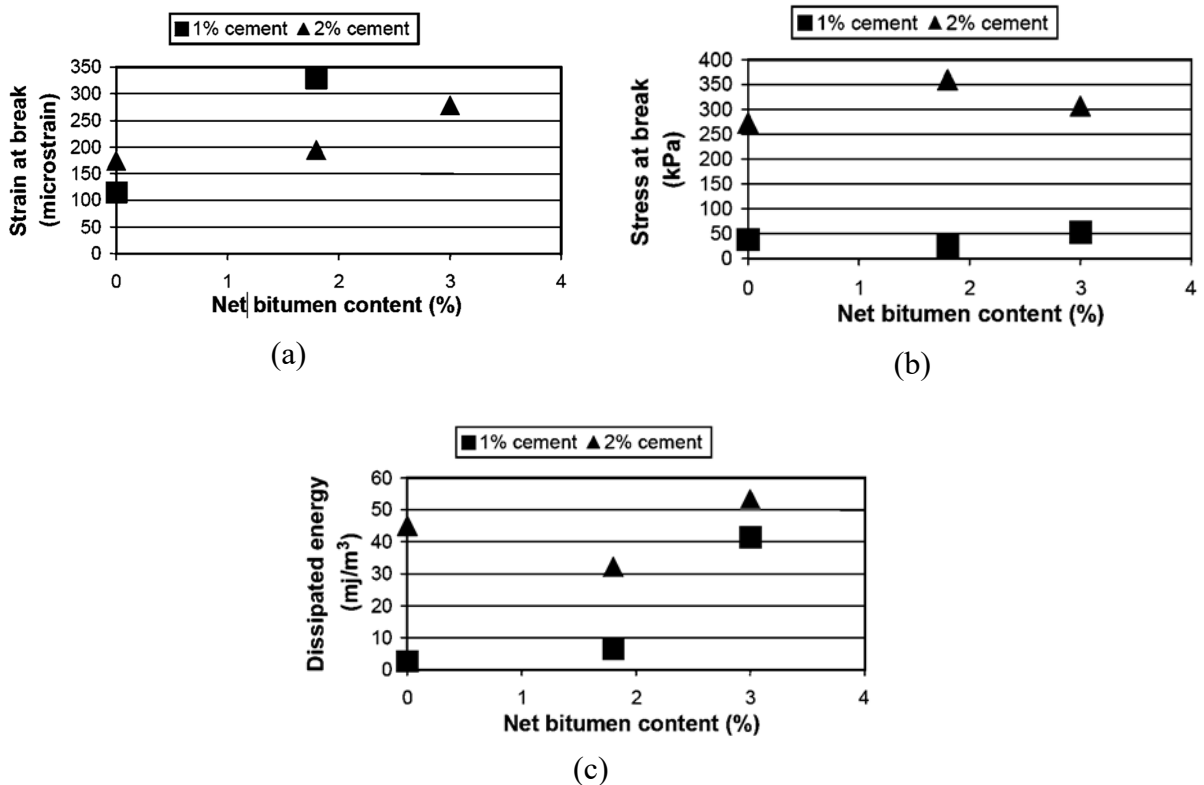 ■ 1% cement ▲ 2% cement
Strain at break
(microstrain)
350
300
250
200
150
100
50
0
0 1 2 3 4
Net bitumen content (%)
(a)
■ 1% cement ▲ 2% cement
Stress at break
(kPa)
400
350
300
250
200
150
100
50
0
0 1 2 3 4
Net bitumen content (%)
(b)
■ 1% cement ▲ 2% cement
Dissipated energy
(mj/m³)
60
50
40
30
20
10
0
0 1 2 3 4
Net bitumen content (%)
(c)